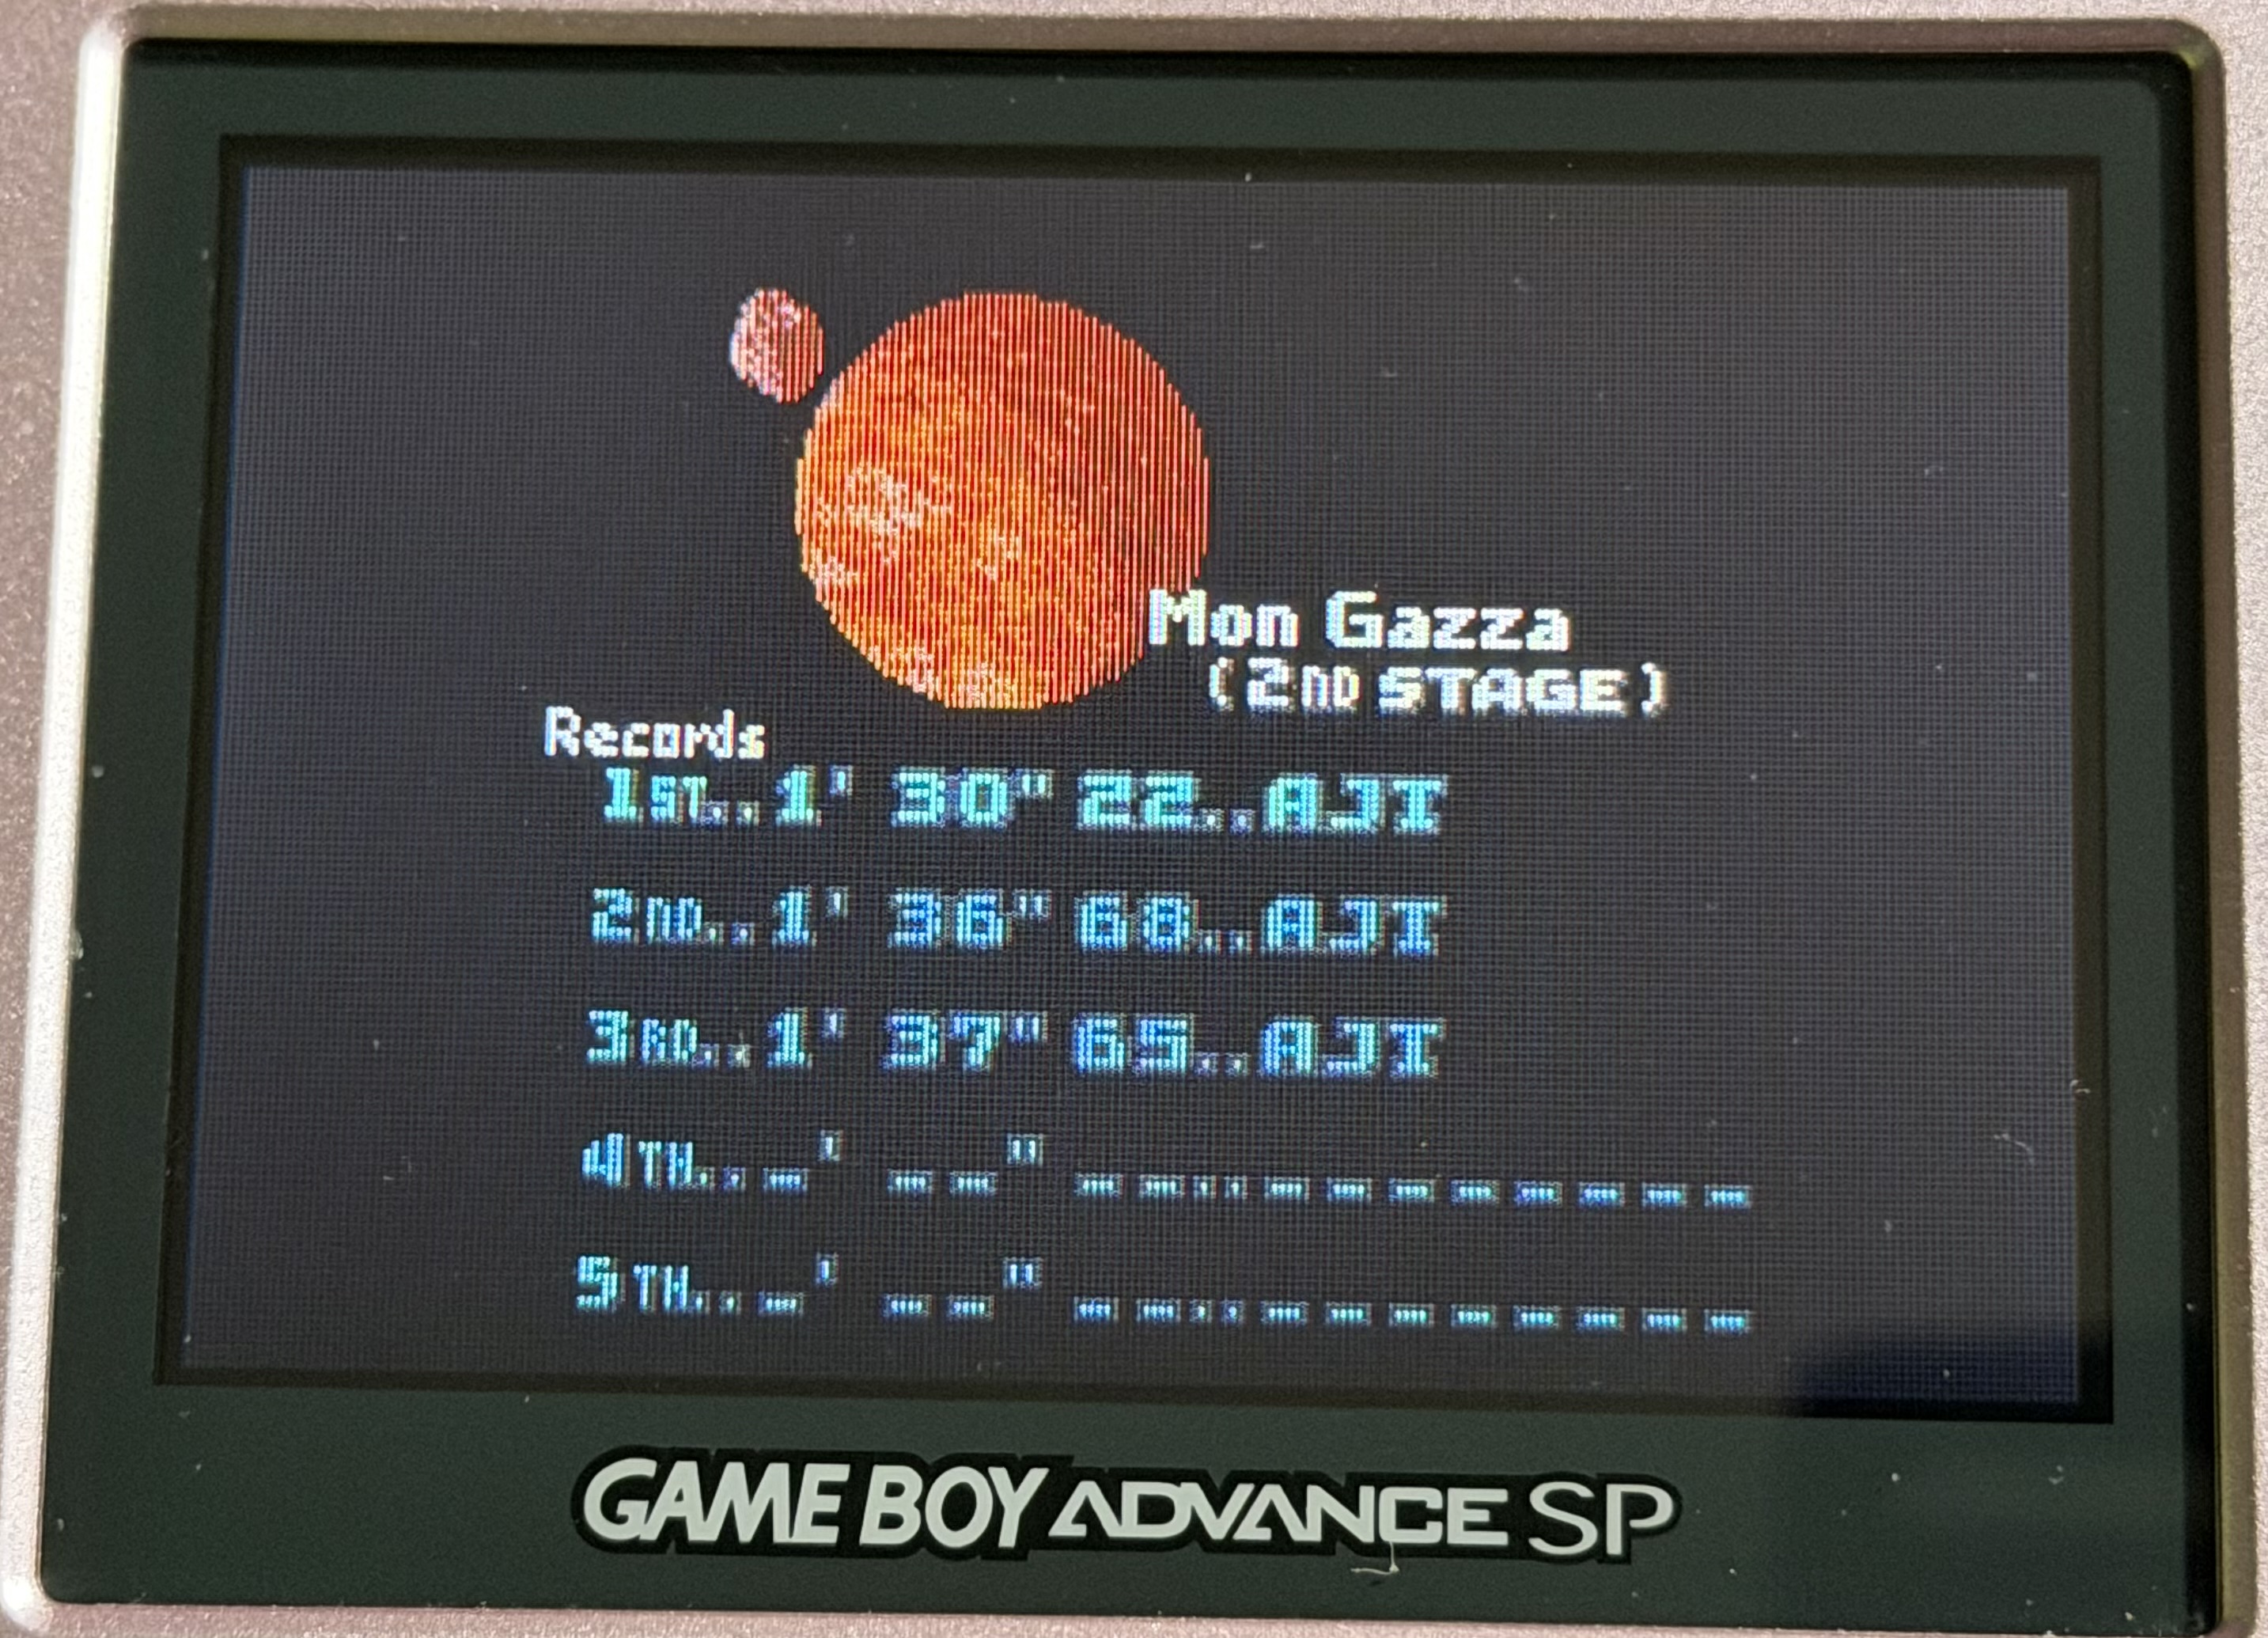 Mon Gazza
(2ND STAGE)
Records
1ST..1' 30" 22..AJI
2ND..1' 36" 68..AJI
3RD..1' 37" 65..AJI
4TH.._' _ _" _ _.._ _ _ _ _ _ _ _
5TH.._' _ _" _ _.._ _ _ _ _ _ _ _
GAME BOY ADVANCE SP